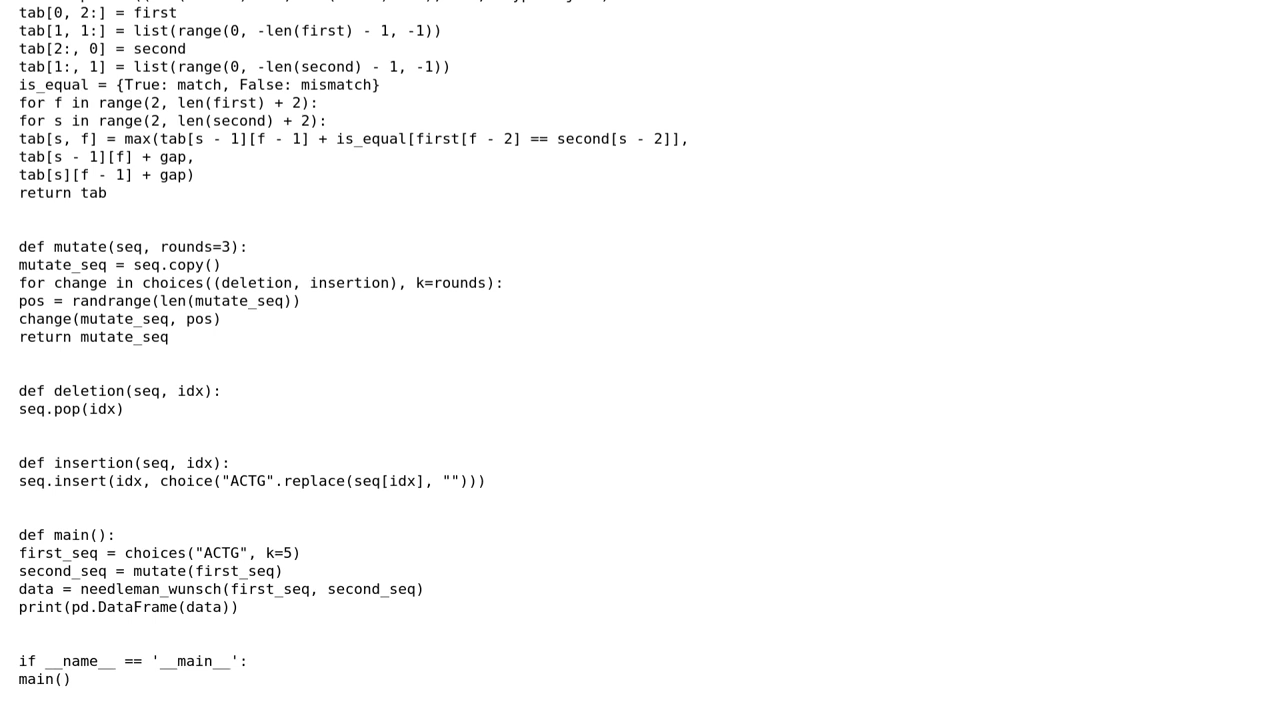 tab[0, 2:] = first
tab[1, 1:] = list(range(0, -len(first) - 1, -1))
tab[2:, 0] = second
tab[1:, 1] = list(range(0, -len(second) - 1, -1))
is_equal = {True: match, False: mismatch}
for f in range(2, len(first) + 2):
for s in range(2, len(second) + 2):
tab[s, f] = max(tab[s - 1][f - 1] + is_equal[first[f - 2] == second[s - 2]],
tab[s - 1][f] + gap,
tab[s][f - 1] + gap)
return tab
def mutate(seq, rounds=3):
mutate_seq = seq.copy()
for change in choices((deletion, insertion), k=rounds):
pos = randrange(len(mutate_seq))
change(mutate_seq, pos)
return mutate_seq
def deletion(seq, idx):
seq.pop(idx)
def insertion(seq, idx):
seq.insert(idx, choice("ACTG".replace(seq[idx], "")))
def main():
first_seq = choices("ACTG", k=5)
second_seq = mutate(first_seq)
data = needleman_wunsch(first_seq, second_seq)
print(pd.DataFrame(data))
if __name__ == '__main__':
main()